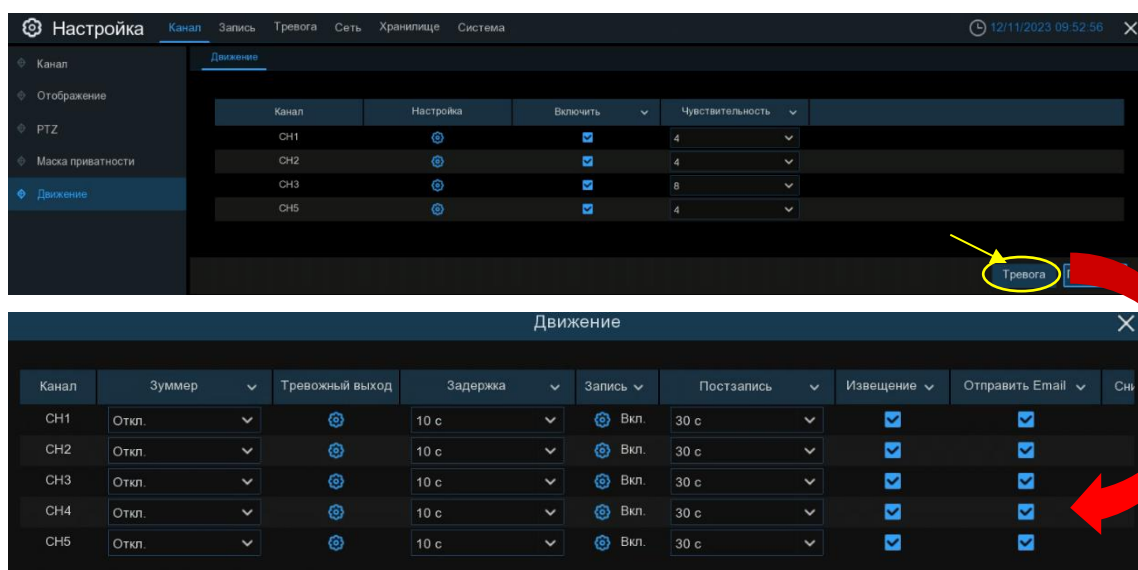 Настройка Канал Запись Тревога Сеть Хранилище Система 12/11/2023 09:52:56
Канал
Движение
Отображение
PTZ
Маска приватности
Движение
Канал Настройка Включить Чувствительность
CH1 4
CH2 4
CH3 8
CH5 4
Тревога
Движение
Канал Зуммер Тревожный выход Задержка Запись Постзапись Извещение Отправить Email
CH1 Откл. 10 с Вкл. 30 с
CH2 Откл. 10 с Вкл. 30 с
CH3 Откл. 10 с Вкл. 30 с
CH4 Откл. 10 с Вкл. 30 с
CH5 Откл. 10 с Вкл. 30 с